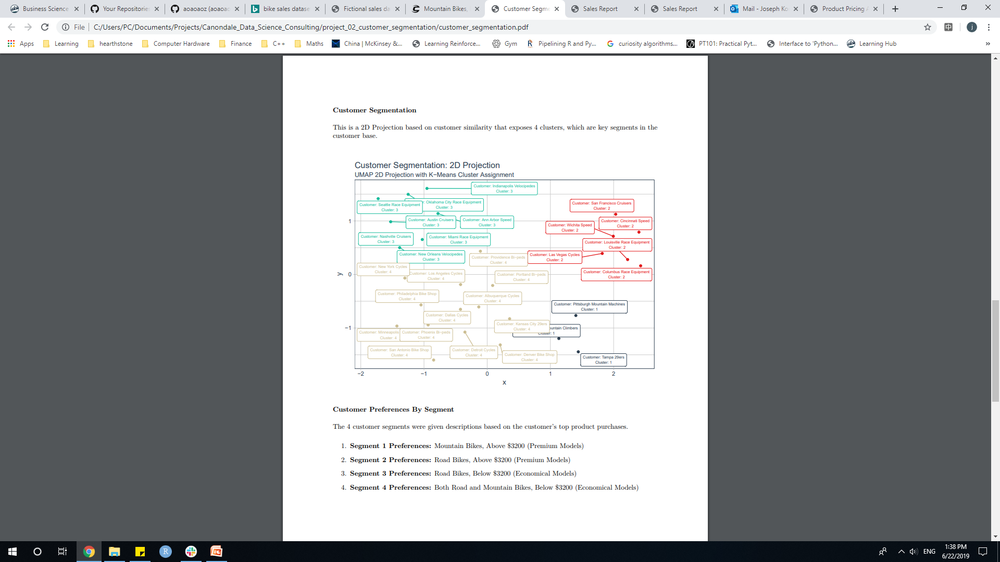 Business Science
Your Repositories
aoaoaoz (aoaoao
bike sales datase
Fictional sales da
Mountain Bikes,
Customer Segme
Sales Report
Sales Report
Mail - Joseph Ko
Product Pricing
File
C:/Users/PC/Documents/Projects/Canondale_Data_Science_Consulting/project_02_customer_segmentation/customer_segmentation.pdf
j
Apps
Learning
hearthstone
Computer Hardware
Finance
C++
Maths
China | McKinsey &...
Learning Reinforce...
Gym
Pipelining R and Py...
curiosity algorithms...
PT101: Practical Pyt...
Interface to 'Python...
Learning Hub
»
Customer Segmentation
This is a 2D Projection based on customer similarity that exposes 4 clusters, which are key segments in the
customer base.
Customer Segmentation: 2D Projection
UMAP 2D Projection with K−Means Cluster Assignment
Customer: Indianapolis Velocipedes
Cluster: 3
r: Oklahoma City Race Equipment
Cluster: 3
Customer: Seattle Race Equipment
Cluster: 3
Customer: San Francisco Cruisers
Cluster: 2
Customer: Austin Cruisers
Cluster: 3
Customer: Ann Arbor Speed
Cluster: 3
Customer: Cincinnati Speed
Cluster: 2
Customer: Wichita Speed
Cluster: 2
Customer: Nashville Cruisers
Cluster: 3
Customer: Miami Race Equipment
Cluster: 3
Customer: Louisville Race Equipment
Cluster: 2
Customer: New Orleans Velocipedes
Cluster: 3
Customer: Providence Bi−peds
Cluster: 4
Customer: Las Vegas Cycles
Cluster: 2
Customer: New York Cycles
Cluster: 4
Customer: Los Angeles Cycles
Cluster: 4
Customer: Portland Bi−peds
Cluster: 4
Customer: Columbus Race Equipment
Cluster: 2
Customer: Philadelphia Bike Shop
Cluster: 4
Customer: Albuquerque Cycles
Cluster: 4
Customer: Pittsburgh Mountain Machines
Cluster: 1
Customer: Dallas Cycles
Cluster: 4
Customer: Kansas City 29ers
Cluster: 4
ountain Climbers
Cluster: 1
Customer: Minneapolis
Cluster: 4
Customer: Phoenix Bi−peds
Cluster: 4
Customer: San Antonio Bike Shop
Cluster: 4
Customer: Detroit Cycles
Cluster: 4
Customer: Denver Bike Shop
Cluster: 4
Customer: Tampa 29ers
Cluster: 1
1
0
−1
y
−2
−1
0
1
2
x
Customer Preferences By Segment
The 4 customer segments were given descriptions based on the customer's top product purchases.
1. Segment 1 Preferences: Mountain Bikes, Above $3200 (Premium Models)
2. Segment 2 Preferences: Road Bikes, Above $3200 (Premium Models)
3. Segment 3 Preferences: Road Bikes, Below $3200 (Economical Models)
4. Segment 4 Preferences: Both Road and Mountain Bikes, Below $3200 (Economical Models)
ENG
1:38 PM
6/22/2019